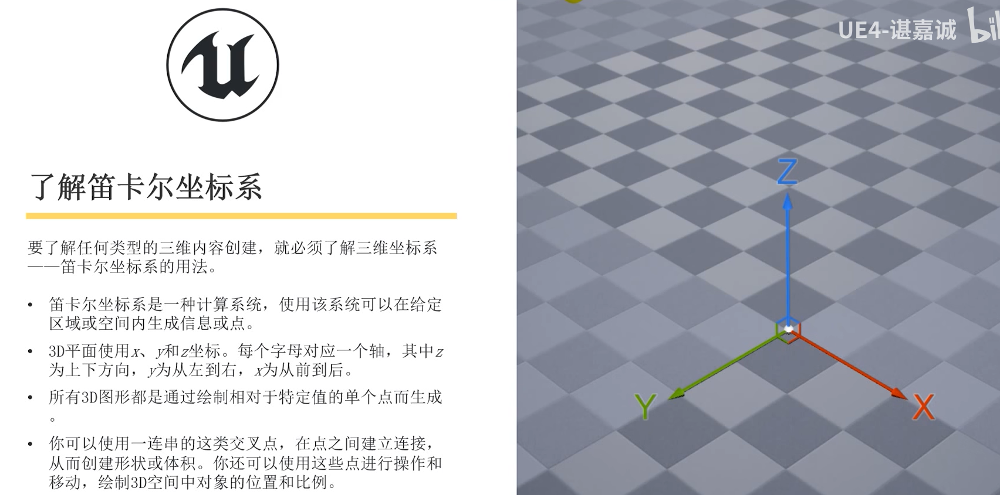 UE4-谌嘉诚
了解笛卡尔坐标系
要了解任何类型的三维内容创建，就必须了解三维坐标系
——笛卡尔坐标系的用法。
• 笛卡尔坐标系是一种计算系统，使用该系统可以在给定
区域或空间内生成信息或点。
• 3D平面使用x、y和z坐标。每个字母对应一个轴，其中z
为上下方向，y为从左到右，x为从前到后。
• 所有3D图形都是通过绘制相对于特定值的单个点而生成
。
• 你可以使用一连串的这类交叉点，在点之间建立连接，
从而创建形状或体积。你还可以使用这些点进行操作和
移动，绘制3D空间中对象的位置和比例。
Z
Y
X